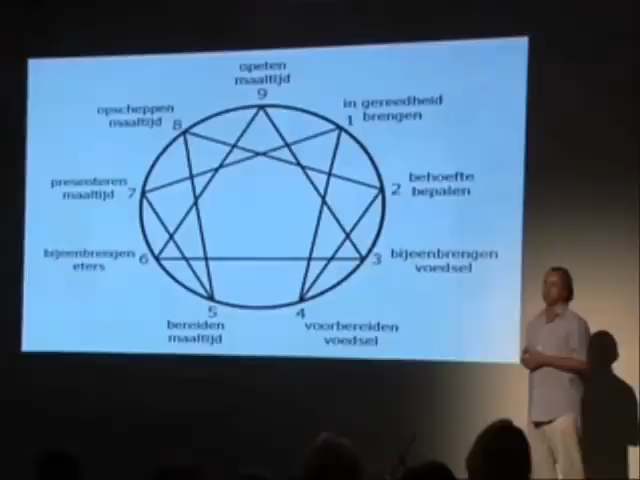 opeten
maaltijd
9
in gereedheid
1 brengen
2 behoefte
bepalen
3 bijeenbrengen
voedsel
4
voorbereiden
voedsel
5
bereiden
maaltijd
bijeenbrengen 6
eters
presenteren
maaltijd 7
opscheppen
maaltijd 8